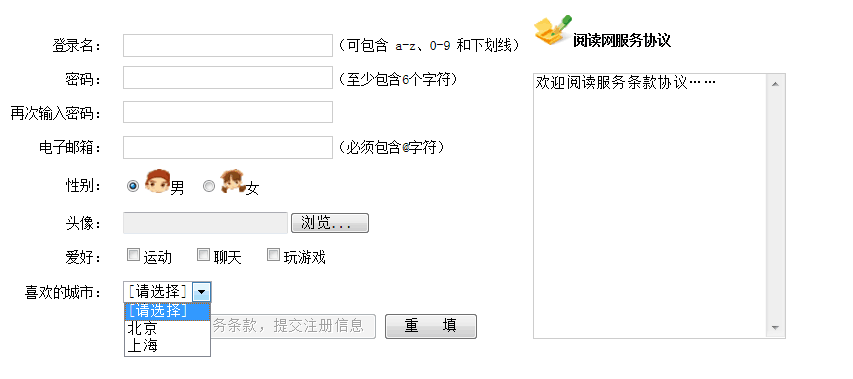 登录名：（可包含 a-z、0-9 和下划线）
密码：（至少包含6个字符）
再次输入密码：
电子邮箱：（必须包含@字符）
性别：男 女
头像：浏览...
爱好：运动 聊天 玩游戏
喜欢的城市：[请选择]
[请选择]
北京
上海
务条款，提交注册信息 重 填
阅读网服务协议
欢迎阅读服务条款协议……